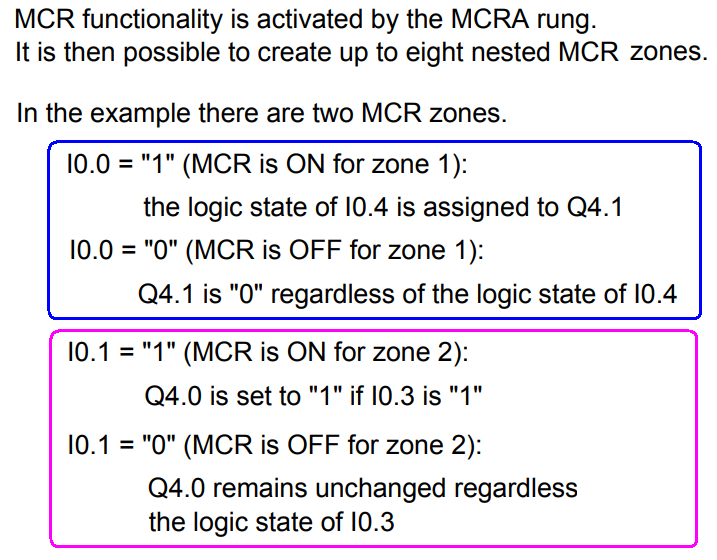 MCR functionality is activated by the MCRA rung.
It is then possible to create up to eight nested MCR zones.
In the example there are two MCR zones.
I0.0 = "1" (MCR is ON for zone 1):
the logic state of I0.4 is assigned to Q4.1
I0.0 = "0" (MCR is OFF for zone 1):
Q4.1 is "0" regardless of the logic state of I0.4
I0.1 = "1" (MCR is ON for zone 2):
Q4.0 is set to "1" if I0.3 is "1"
I0.1 = "0" (MCR is OFF for zone 2):
Q4.0 remains unchanged regardless
the logic state of I0.3